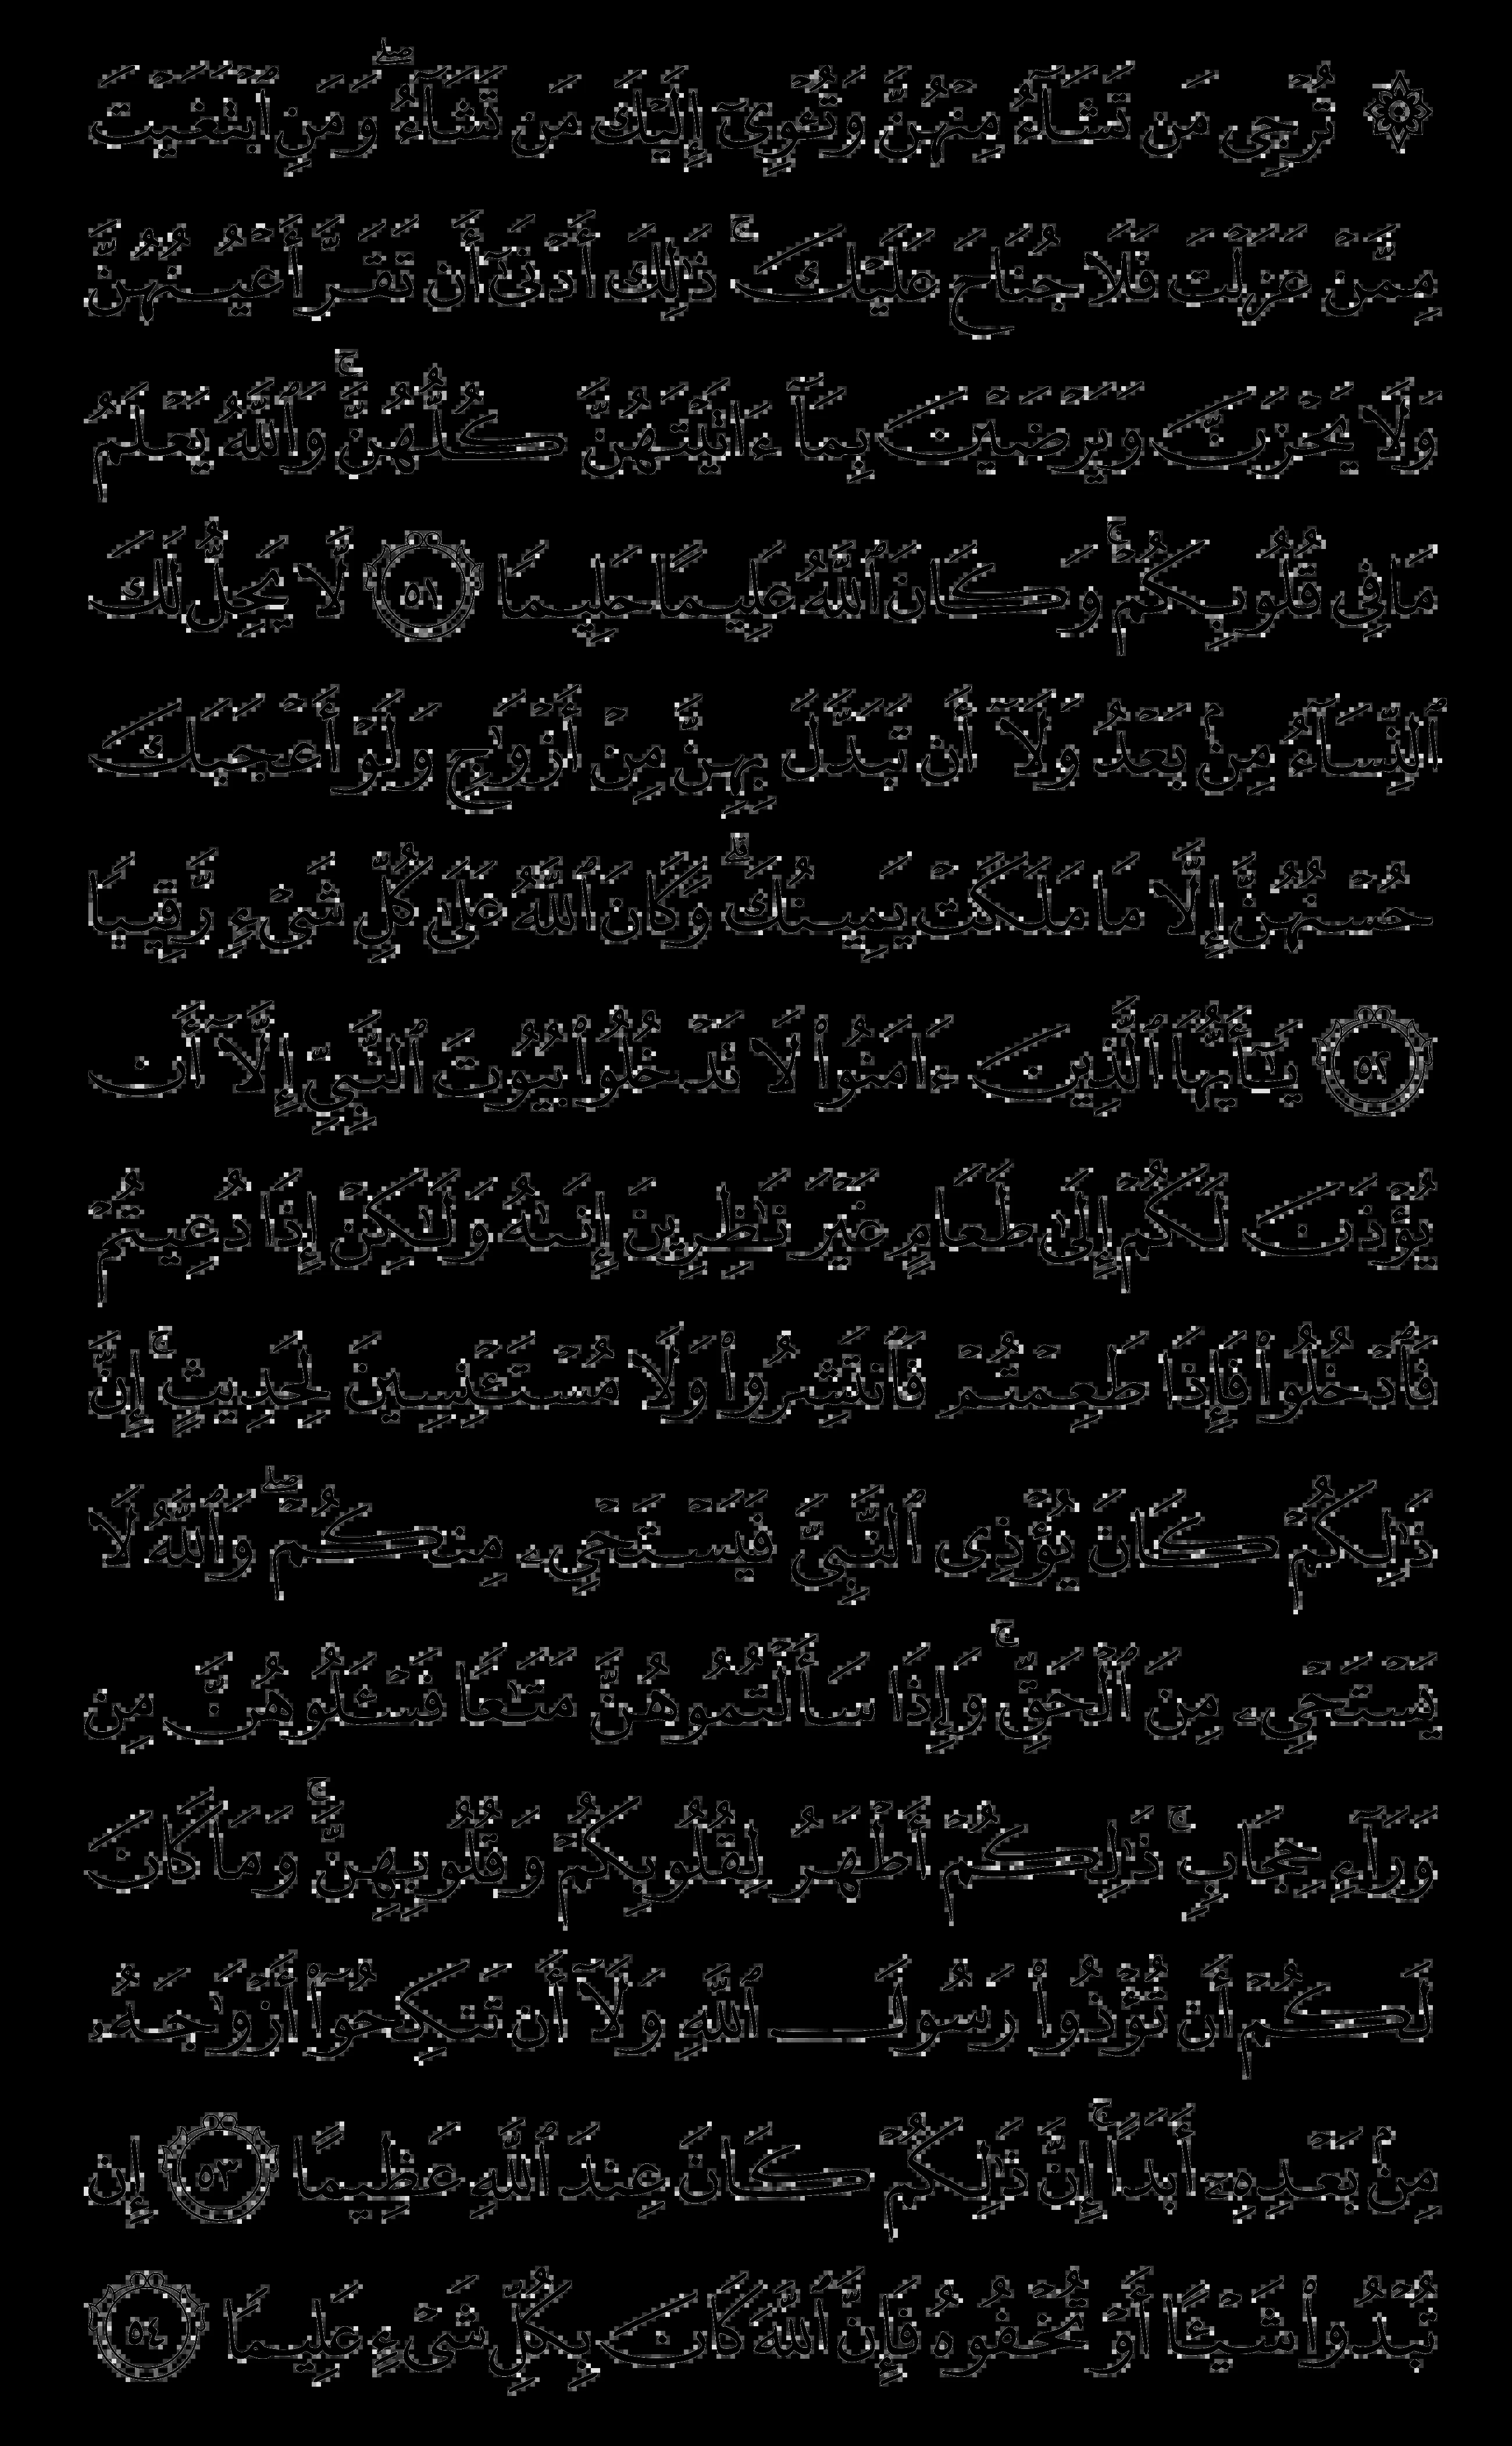 ۞ تُرْجِى مَن تَشَآءُ مِنْهُنَّ وَتُـْٔوِىٓ إِلَيْكَ مَن تَشَآءُ ۖ وَمَنِ ٱبْتَغَيْتَ
مِمَّنْ عَزَلْتَ فَلَا جُنَاحَ عَلَيْكَ ۚ ذَٰلِكَ أَدْنَىٰٓ أَن تَقَرَّ أَعْيُنُهُنَّ
وَلَا يَحْزَنَّ وَيَرْضَيْنَ بِمَآ ءَاتَيْتَهُنَّ كُلُّهُنَّ ۚ وَٱللَّهُ يَعْلَمُ
مَا فِى قُلُوبِكُمْ ۚ وَكَانَ ٱللَّهُ عَلِيمًا حَلِيمًا ٥١ لَّا يَحِلُّ لَكَ
ٱلنِّسَآءُ مِنۢ بَعْدُ وَلَآ أَن تَبَدَّلَ بِهِنَّ مِنْ أَزْوَٰجٍ وَلَوْ أَعْجَبَكَ
حُسْنُهُنَّ إِلَّا مَا مَلَكَتْ يَمِينُكَ ۗ وَكَانَ ٱللَّهُ عَلَىٰ كُلِّ شَىْءٍ رَّقِيبًا
٥٢ يَـٰٓأَيُّهَا ٱلَّذِينَ ءَامَنُوا۟ لَا تَدْخُلُوا۟ بُيُوتَ ٱلنَّبِىِّ إِلَّآ أَن
يُؤْذَنَ لَكُمْ إِلَىٰ طَعَامٍ غَيْرَ نَـٰظِرِينَ إِنَىٰهُ وَلَـٰكِنْ إِذَا دُعِيتُمْ
فَٱدْخُلُوا۟ فَإِذَا طَعِمْتُمْ فَٱنتَشِرُوا۟ وَلَا مُسْتَـْٔنِسِينَ لِحَدِيثٍ ۚ إِنَّ
ذَٰلِكُمْ كَانَ يُؤْذِى ٱلنَّبِىَّ فَيَسْتَحْىِۦ مِنكُمْ ۖ وَٱللَّهُ لَا
يَسْتَحْىِۦ مِنَ ٱلْحَقِّ ۚ وَإِذَا سَأَلْتُمُوهُنَّ مَتَـٰعًا فَسْـَٔلُوهُنَّ مِن
وَرَآءِ حِجَابٍ ۚ ذَٰلِكُمْ أَطْهَرُ لِقُلُوبِكُمْ وَقُلُوبِهِنَّ ۚ وَمَا كَانَ
لَكُمْ أَن تُؤْذُوا۟ رَسُولَ ٱللَّهِ وَلَآ أَن تَنكِحُوٓا۟ أَزْوَٰجَهُۥ
مِنۢ بَعْدِهِۦٓ أَبَدًا ۚ إِنَّ ذَٰلِكُمْ كَانَ عِندَ ٱللَّهِ عَظِيمًا ٥٣ إِن
تُبْدُوا۟ شَيْـًٔا أَوْ تُخْفُوهُ فَإِنَّ ٱللَّهَ كَانَ بِكُلِّ شَىْءٍ عَلِيمًا ٥٤